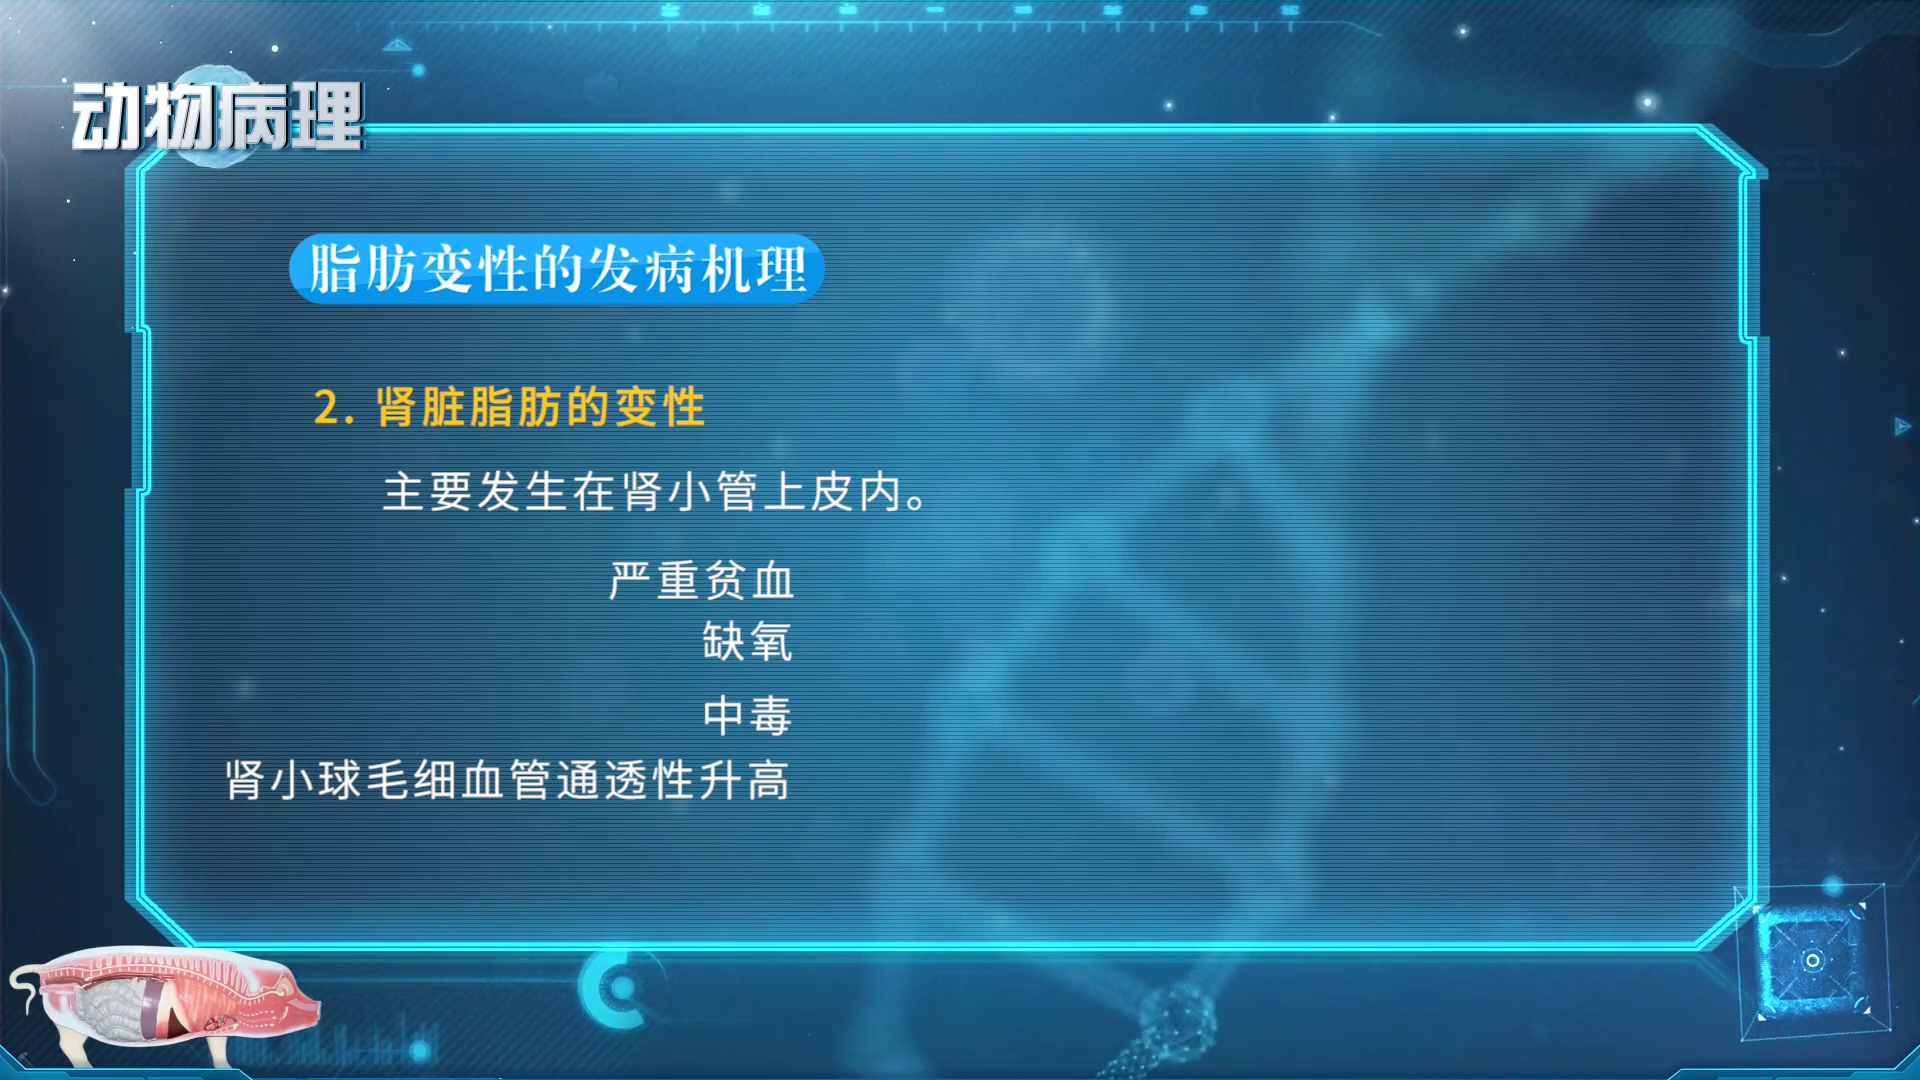 动物病理
脂肪变性的发病机理
2. 肾脏脂肪的变性
主要发生在肾小管上皮内。
严重贫血
缺氧
中毒
肾小球毛细血管通透性升高